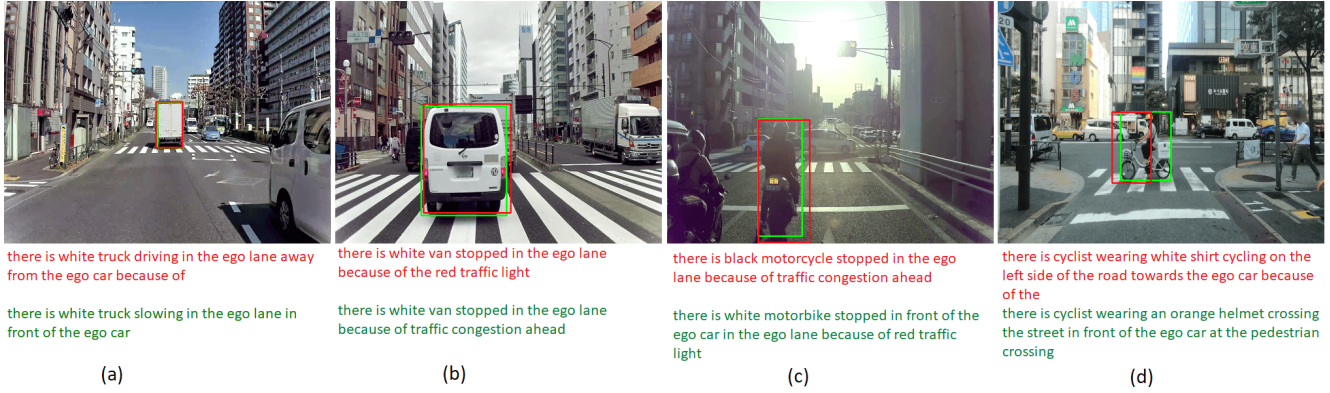 20
there is white truck driving in the ego lane away
from the ego car because of
there is white truck slowing in the ego lane in
front of the ego car
(a)
there is white van stopped in the ego lane
because of the red traffic light
there is white van stopped in the ego lane
because of traffic congestion ahead
(b)
there is black motorcycle stopped in the ego
lane because of traffic congestion ahead
there is white motorbike stopped in front of the
ego car in the ego lane because of red traffic
light
(c)
there is cyclist wearing white shirt cycling on the
left side of the road towards the ego car because
of the
there is cyclist wearing an orange helmet crossing
the street in front of the ego car at the pedestrian
crossing
(d)